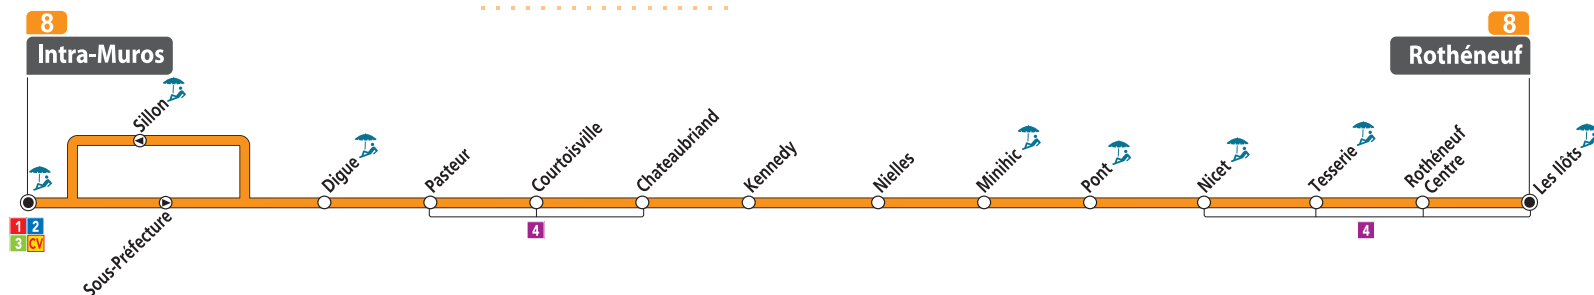 8
Intra-Muros
8
Rothéneuf
Sillon
Sous-Préfecture
Digue
Pasteur
Courtoisville
Chateaubriand
Kennedy
Nielles
Minihic
Pont
Nicet
Tesserie
Rothéneuf
Centre
Les Ilôts
1 2
3 CV
4
4